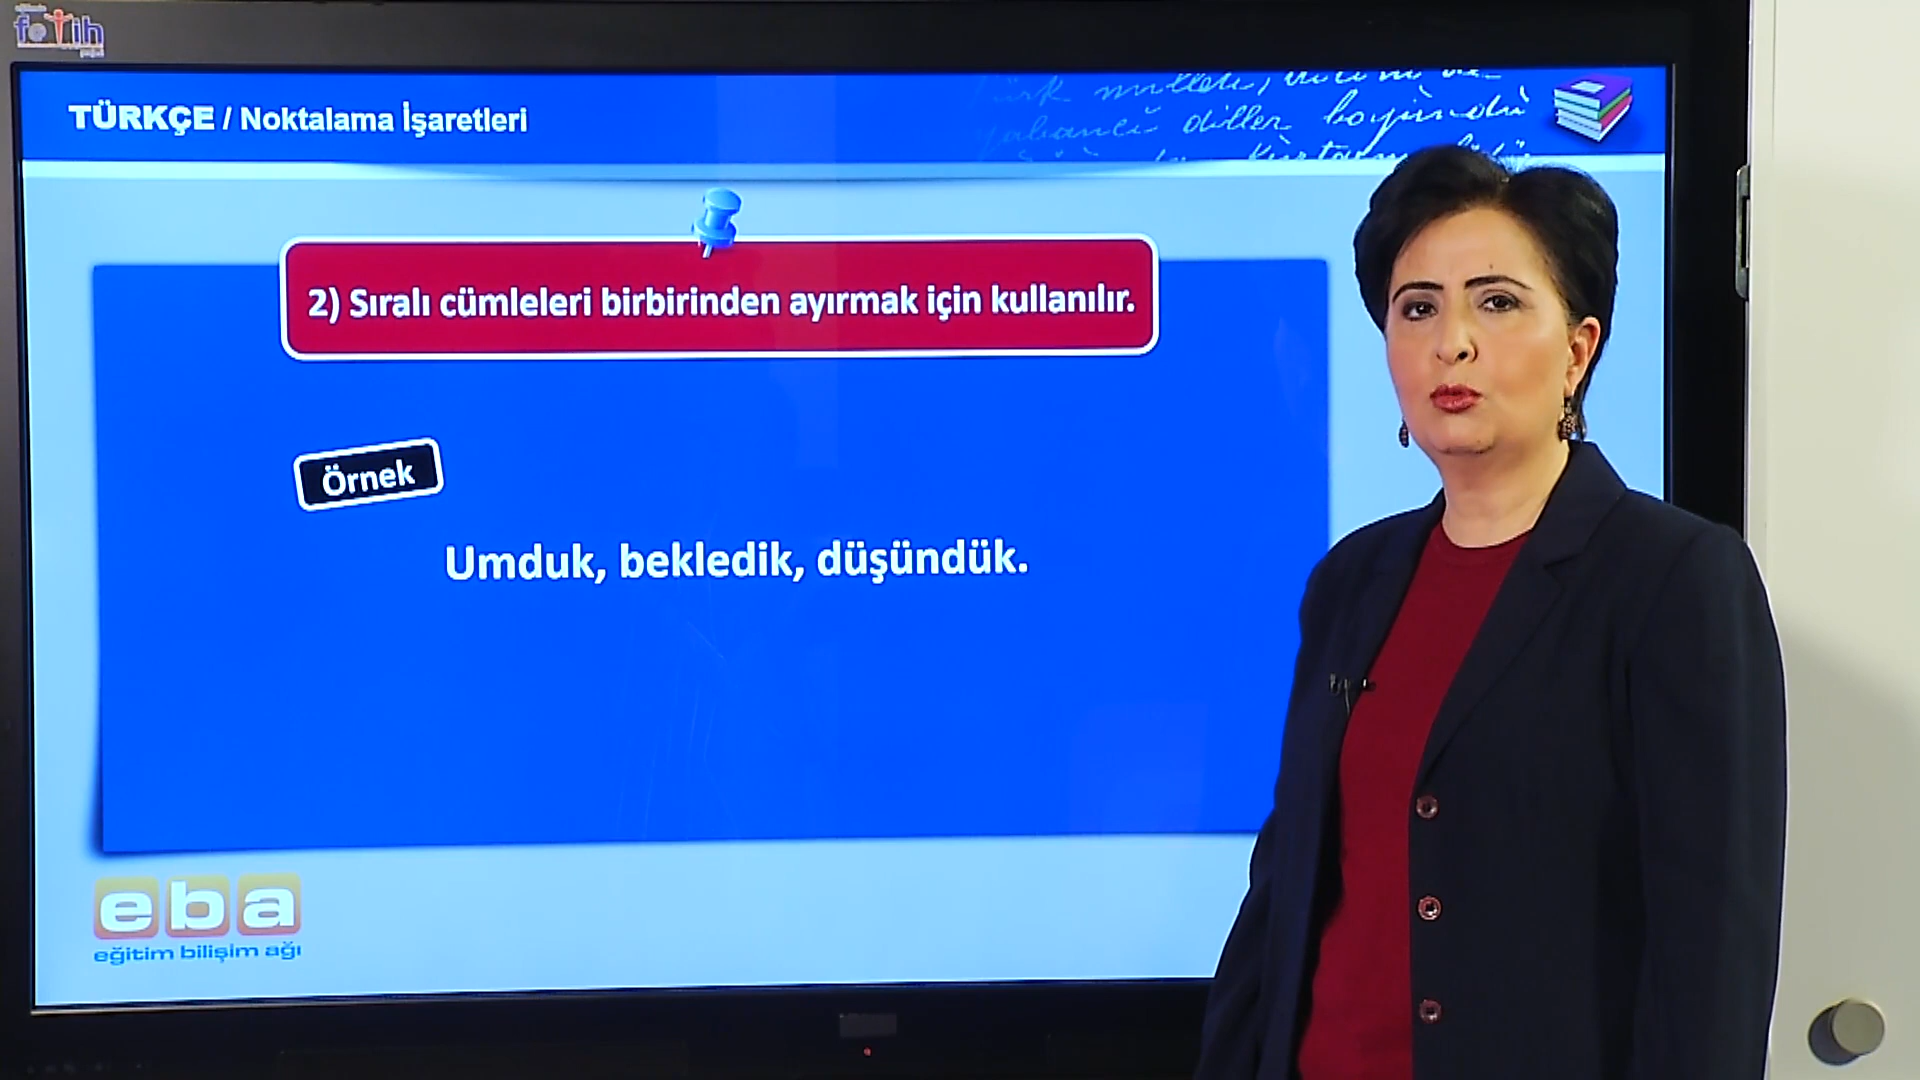 fatih
TÜRKÇE / Noktalama İşaretleri
diller
2) Sıralı cümleleri birbirinden ayırmak için kullanılır.
Örnek
Umduk, bekledik, düşündük.
eba
eğitim bilişim ağı